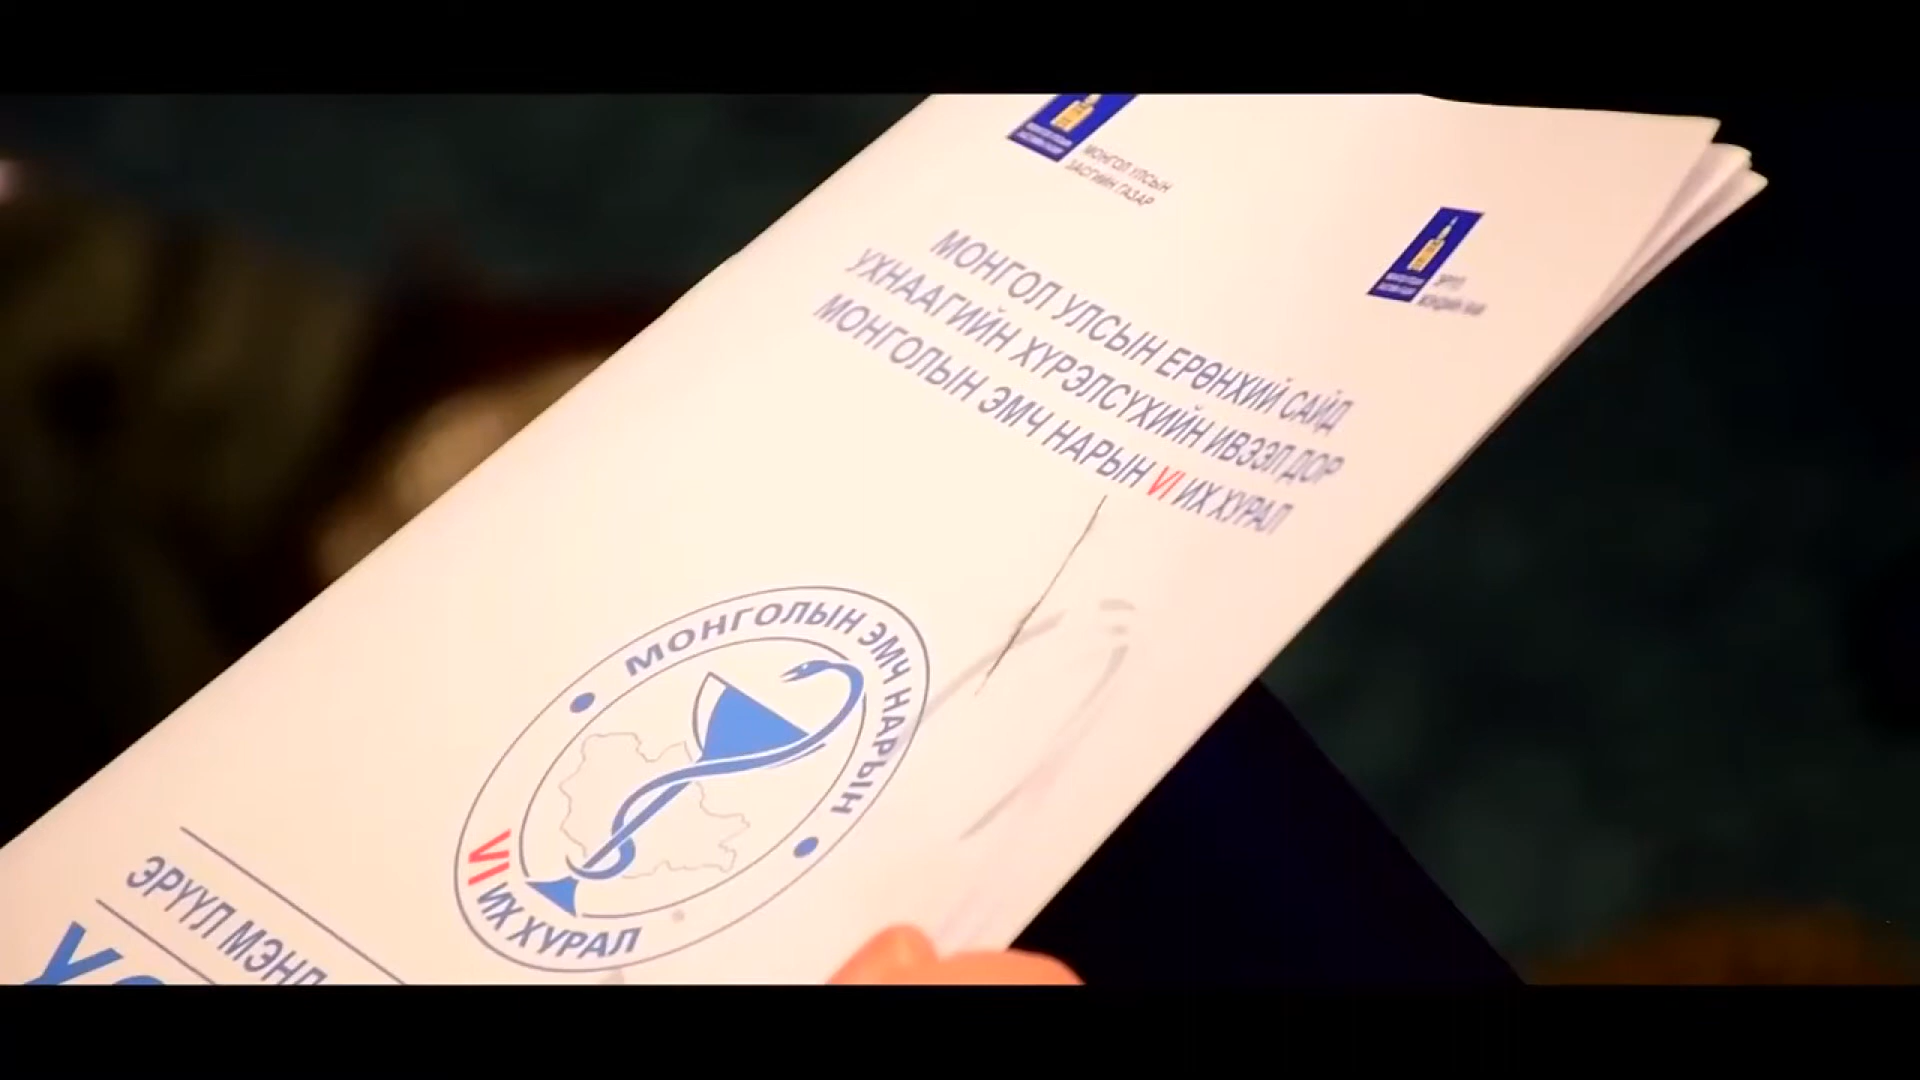 МОНГОЛ УЛСЫН
ЗАСГИЙН ГАЗАР
МОНГОЛ УЛСЫН ЕРӨНХИЙ САЙД
УХНААГИЙН ХҮРЭЛСҮХИЙН ИВЭЭЛ ДОР
МОНГОЛЫН ЭМЧ НАРЫН VI ИХ ХУРАЛ
МОНГОЛЫН ЭМЧ НАРЫН
VI ИХ ХУРАЛ
ЭРҮҮЛ МЭНД